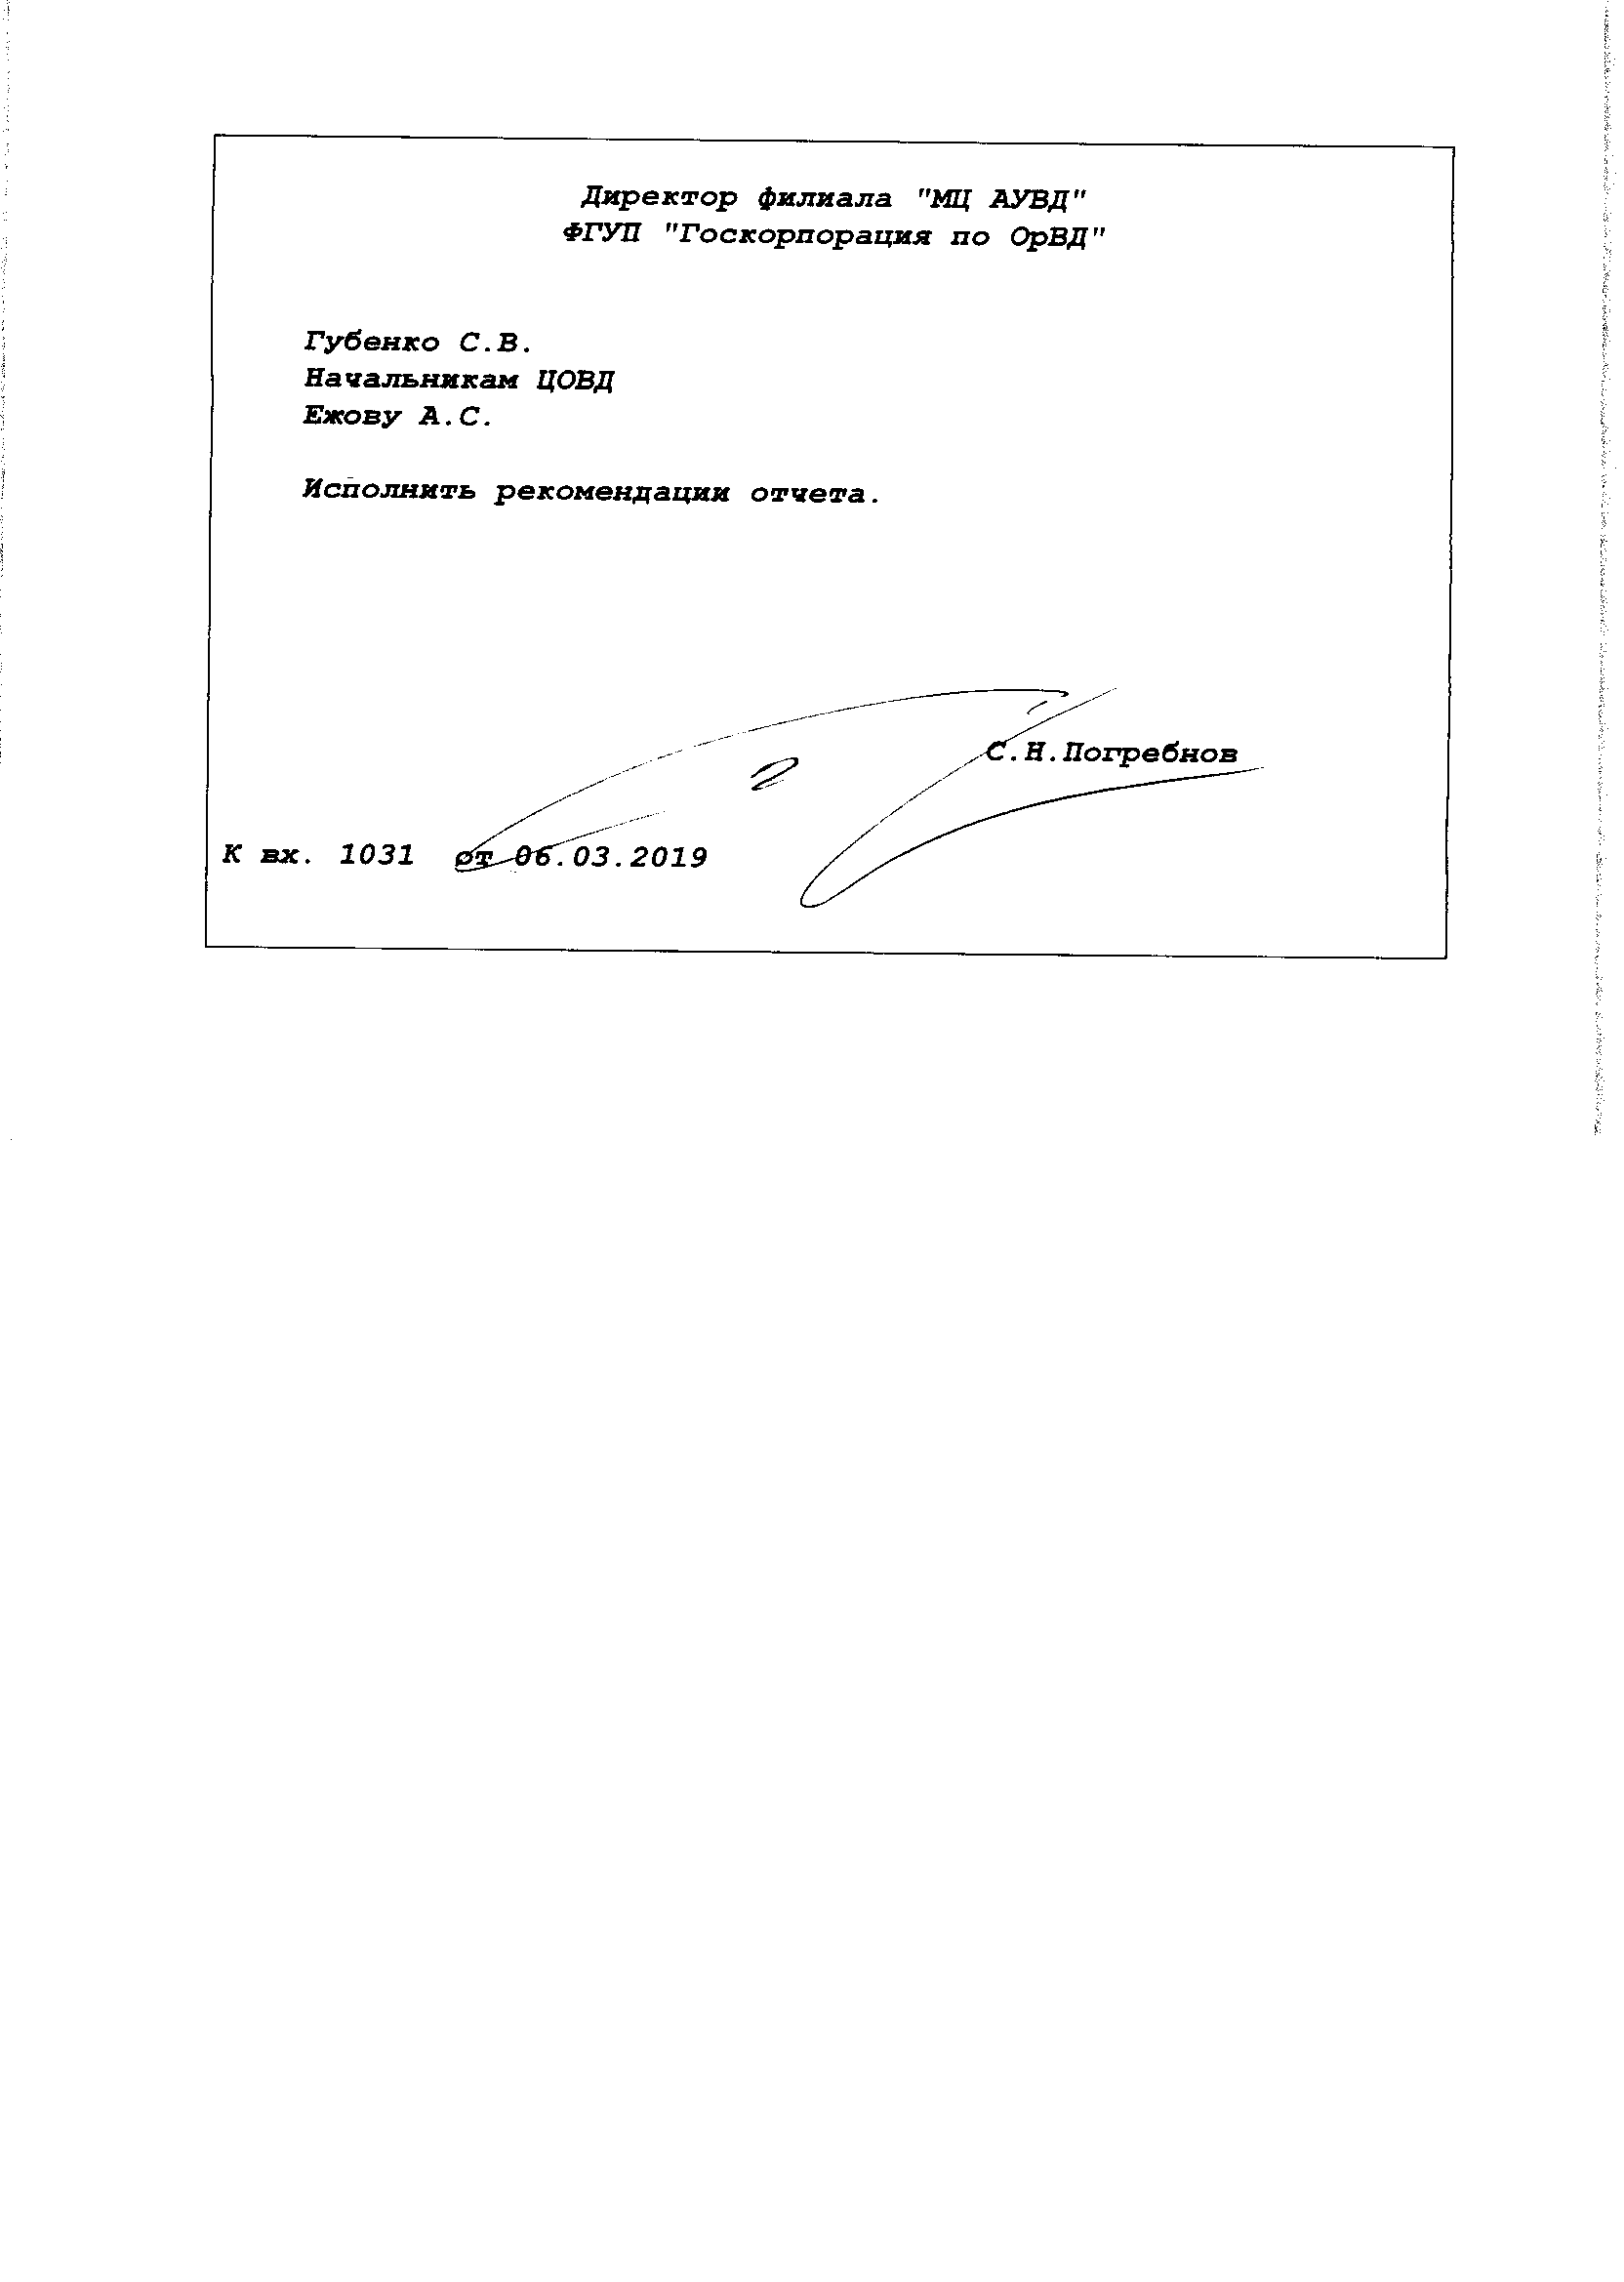 Директор филиала "МЦ АУВД"
ФГУП "Госкорпорация по ОрВД"
Губенко С.В.
Начальникам ЦОВД
Ежову А.С.
Исполнить рекомендации отчета.
С.Н.Погребнов
К вх. 1031 от 06.03.2019